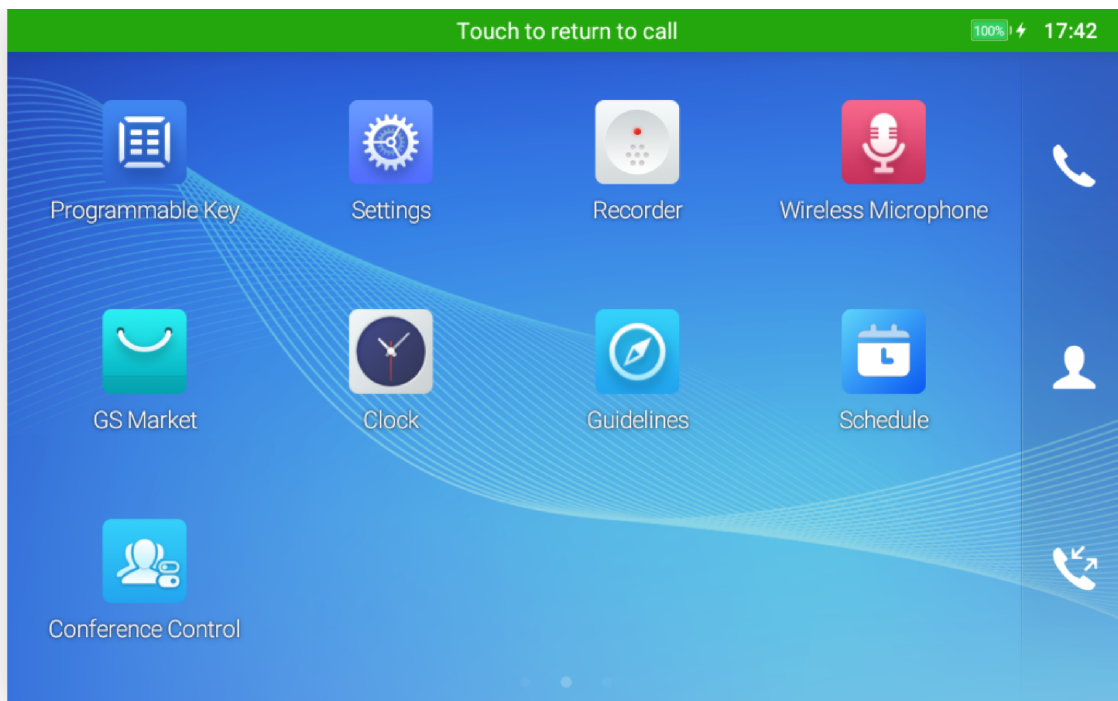 Touch to return to call
100%
17:42
Programmable Key
Settings
Recorder
Wireless Microphone
GS Market
Clock
Guidelines
Schedule
Conference Control